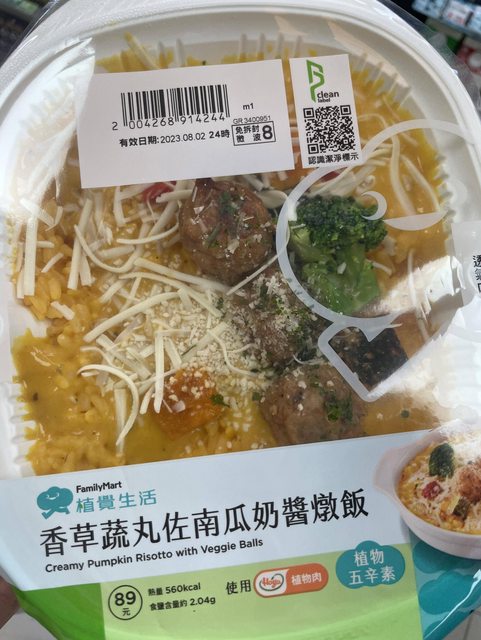 clean
label
認識潔淨標示
m1
2 004268 914244
GR 3400951
有效日期:2023.08.02 24時
免拆封
微波
8
透氣
FamilyMart
植覺生活
香草蔬丸佐南瓜奶醬燉飯
Creamy Pumpkin Risotto with Veggie Balls
89
元
熱量 560kcal
食鹽含量約 2.04g
使用
Hoya
植物肉
植物
五辛素